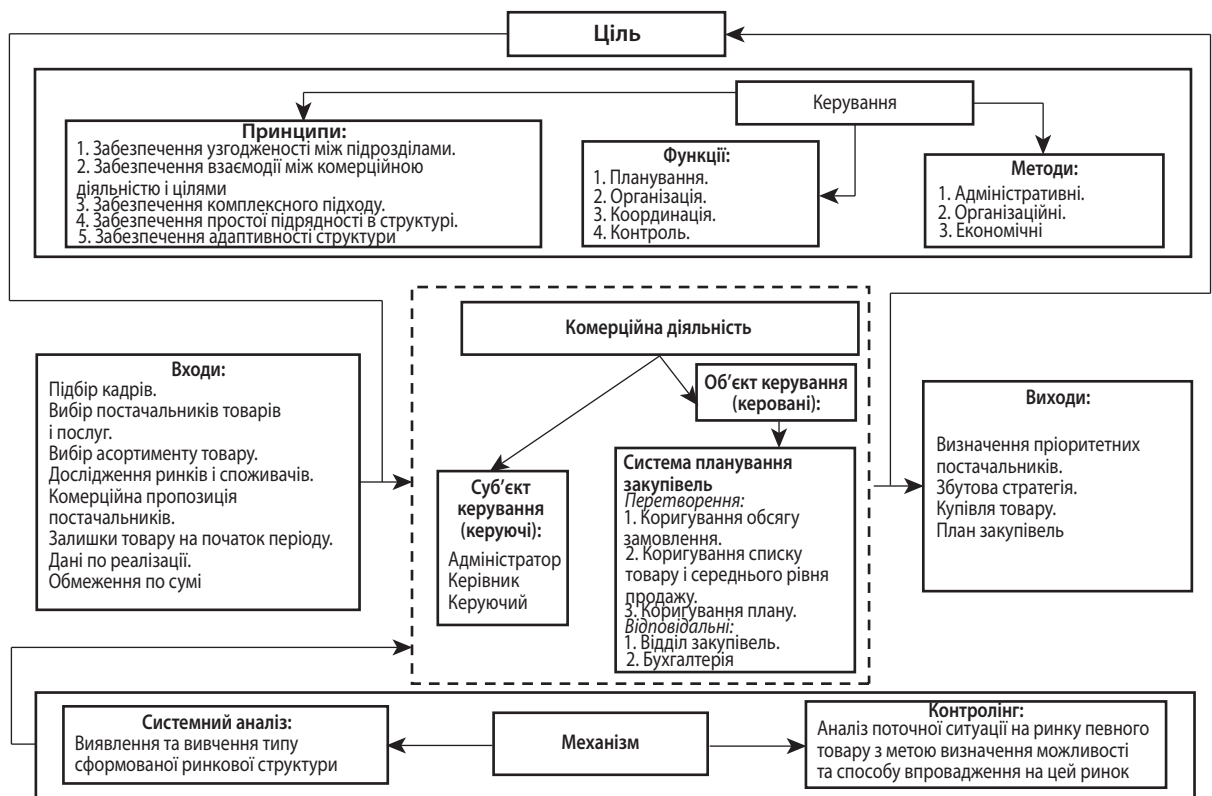 Ціль
Керування
Принципи:
1. Забезпечення узгодженості між підрозділами.
2. Забезпечення взаємодії між комерційною
діяльністю і цілями
3. Забезпечення комплексного підходу.
4. Забезпечення простої підрядності в структурі.
5. Забезпечення адаптивності структури
Функції:
1. Планування.
2. Організація.
3. Координація.
4. Контроль.
Методи:
1. Адміністративні.
2. Організаційні.
3. Економічні
Входи:
Підбір кадрів.
Вибір постачальників товарів
і послуг.
Вибір асортименту товару.
Дослідження ринків і споживачів.
Комерційна пропозиція
постачальників.
Залишки товару на початок періоду.
Дані по реалізації.
Обмеження по сумі
Комерційна діяльність
Суб’єкт
керування
(керуючі):
Адміністратор
Керівник
Керуючий
Об’єкт керування
(керовані):
Система планування
закупівель
Перетворення:
1. Коригування обсягу
замовлення.
2. Коригування списку
товару і середнього рівня
продажу.
3. Коригування плану.
Відповідальні:
1. Відділ закупівель.
2. Бухгалтерія
Виходи:
Визначення пріоритетних
постачальників.
Збутова стратегія.
Купівля товару.
План закупівель
Системний аналіз:
Виявлення та вивчення типу
сформованої ринкової структури
Механізм
Контролінг:
Аналіз поточної ситуації на ринку певного
товару з метою визначення можливості
та способу впровадження на цей ринок